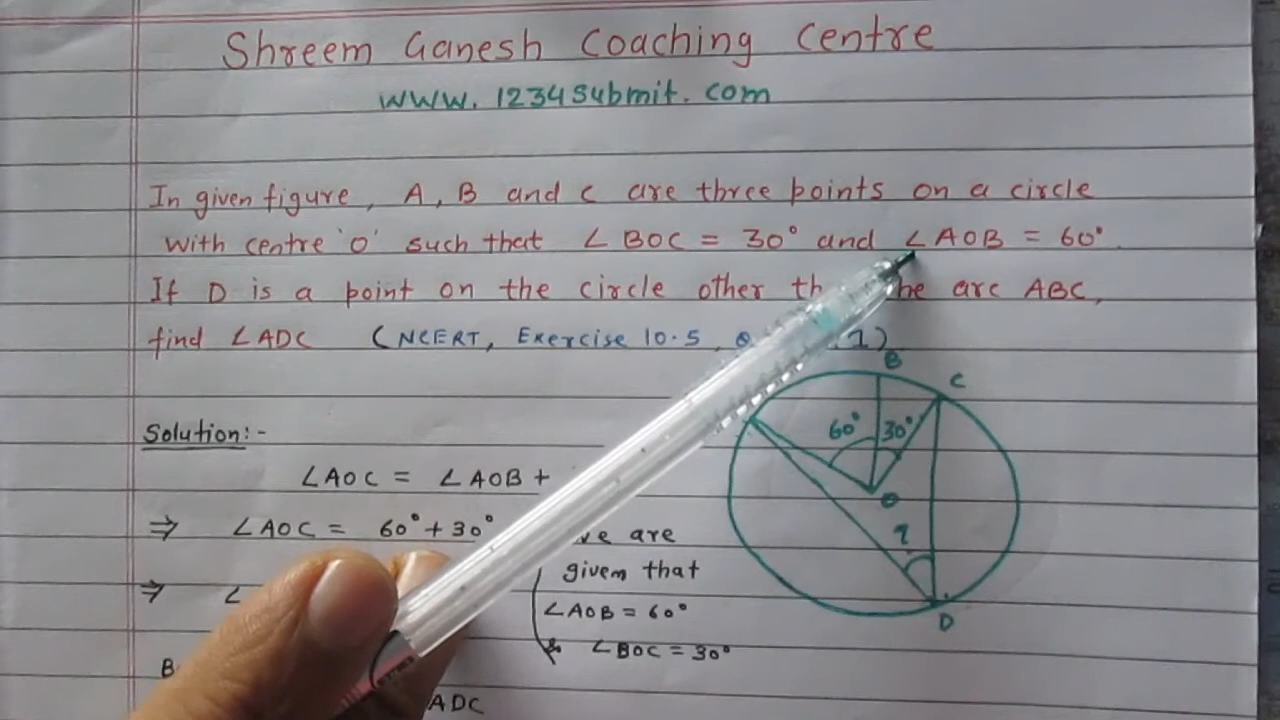 Shreem Ganesh Coaching Centre
www.1234submit.com
In given figure, A, B and C are three points on a circle
with centre 'O' such that ∠BOC = 30° and ∠AOB = 60°.
If D is a point on the circle other th he arc ABC,
find ∠ADC (NCERT, Exercise 10.5, Q 1)
B
C
60° 30°
O
?
D
Solution:-
∠AOC = ∠AOB +
⇒ ∠AOC = 60° + 30°
⇒ ∠
we are
given that
∠AOB = 60°
& ∠BOC = 30°
B
ADC